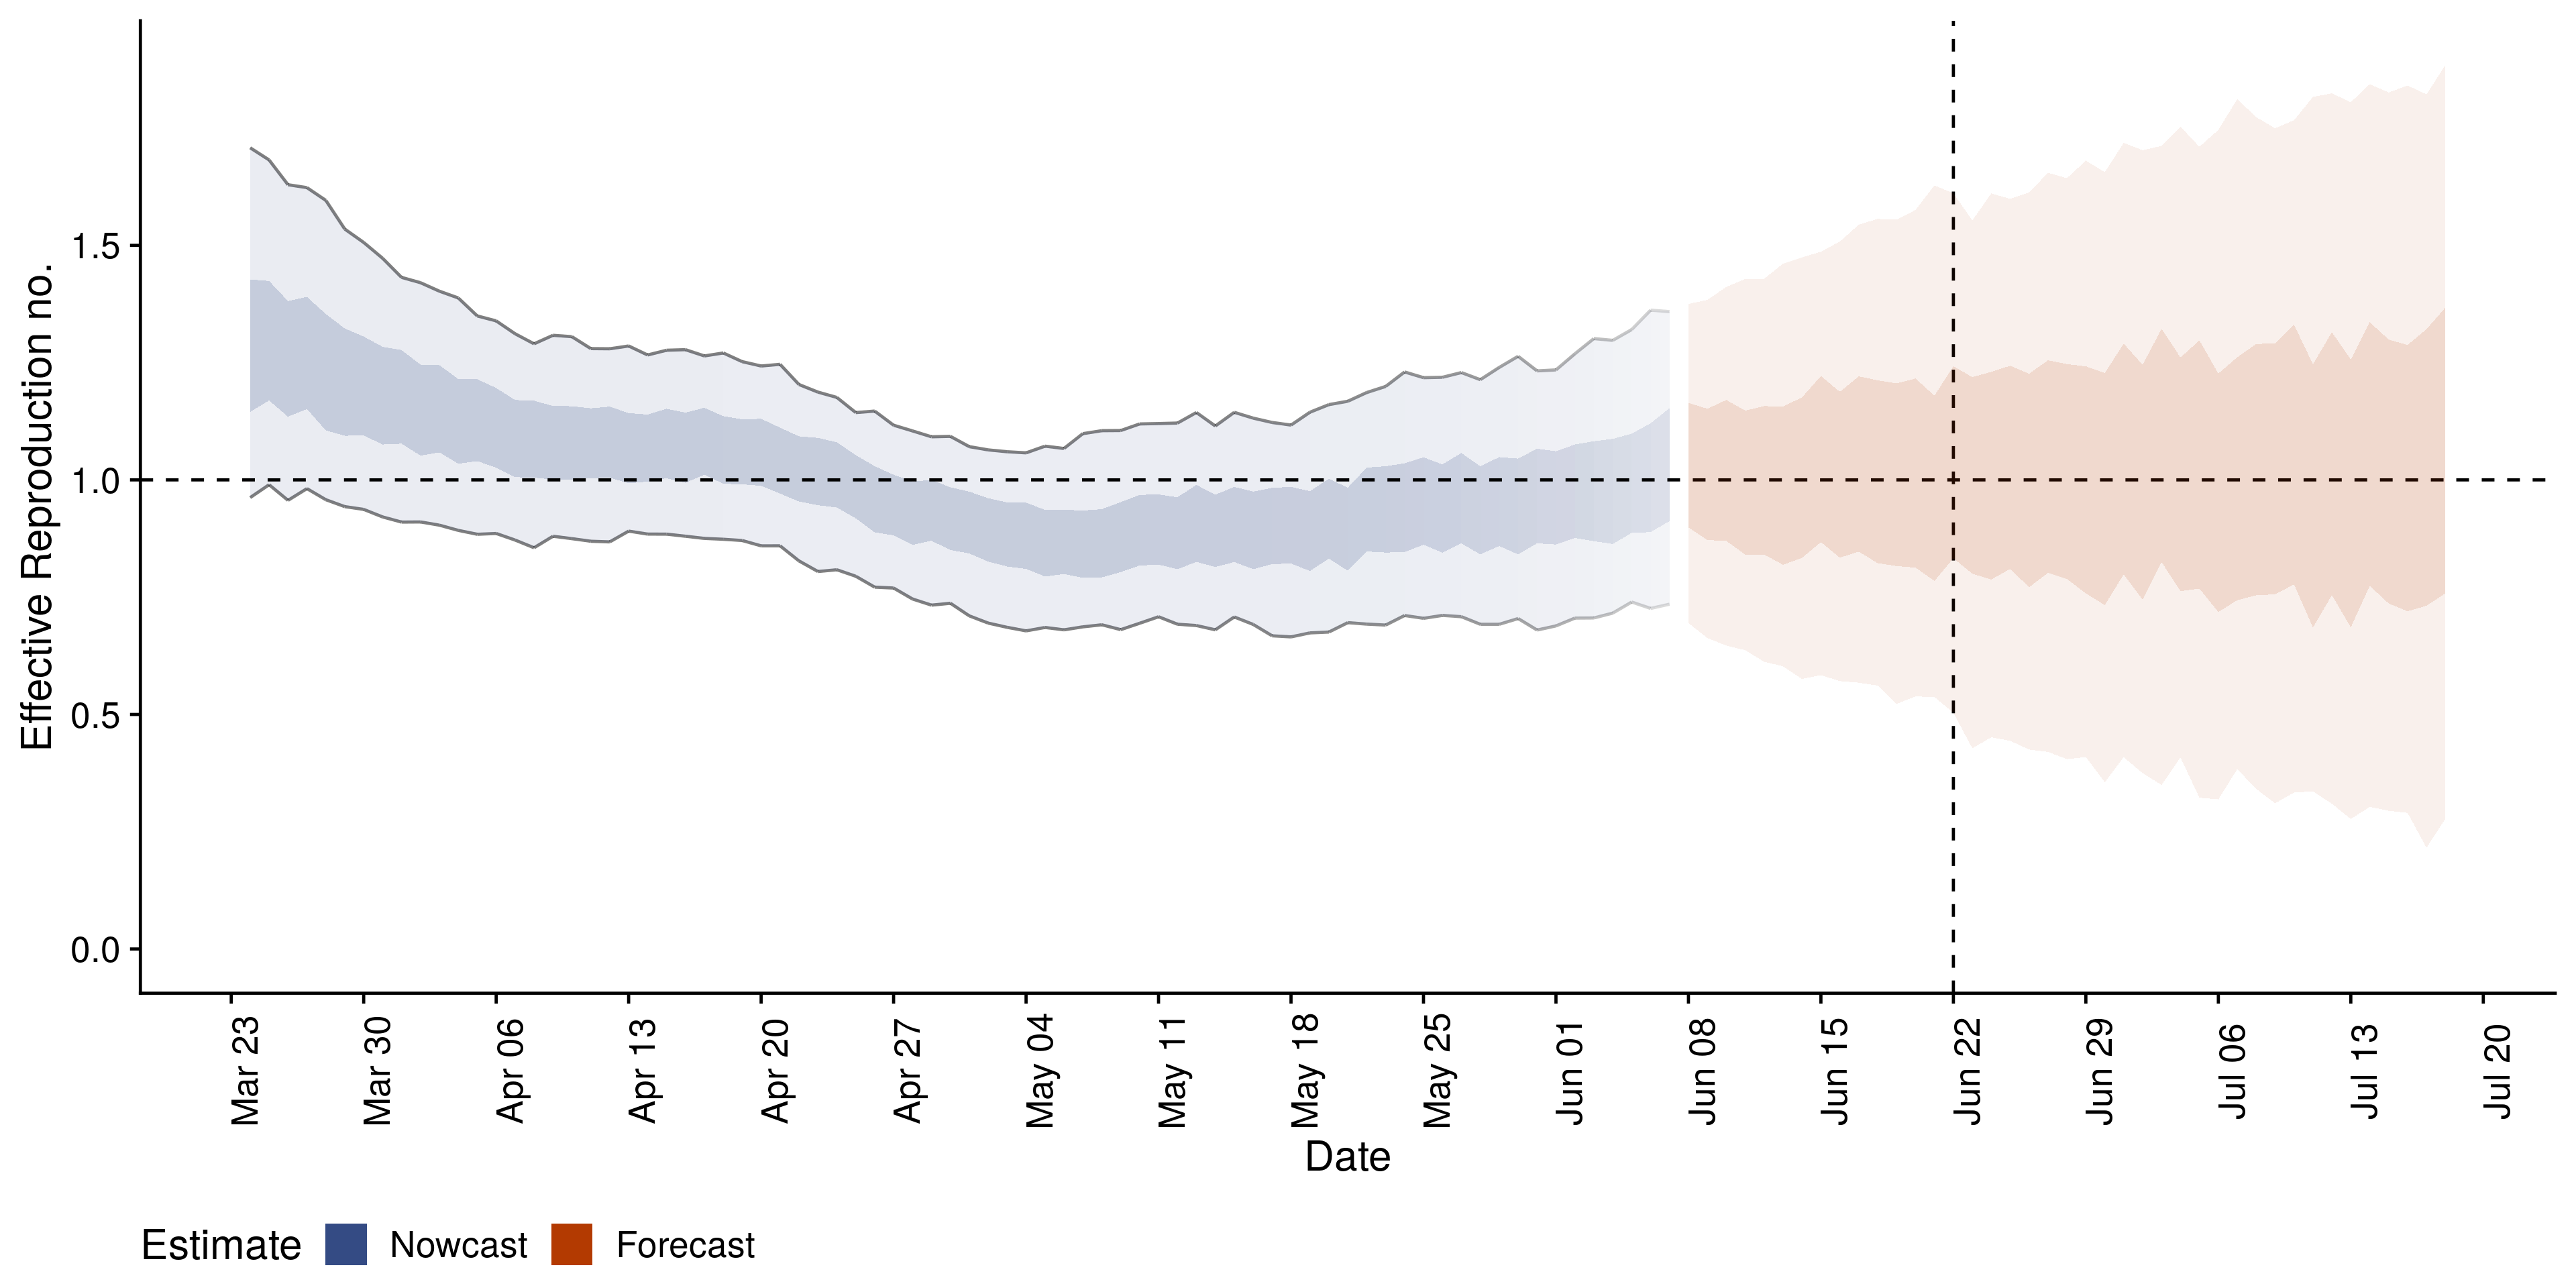 Effective Reproduction no.
1.5
1.0
0.5
0.0
Mar 23
Mar 30
Apr 06
Apr 13
Apr 20
Apr 27
May 04
May 11
May 18
May 25
Jun 01
Jun 08
Jun 15
Jun 22
Jun 29
Jul 06
Jul 13
Jul 20
Date
Estimate Nowcast Forecast